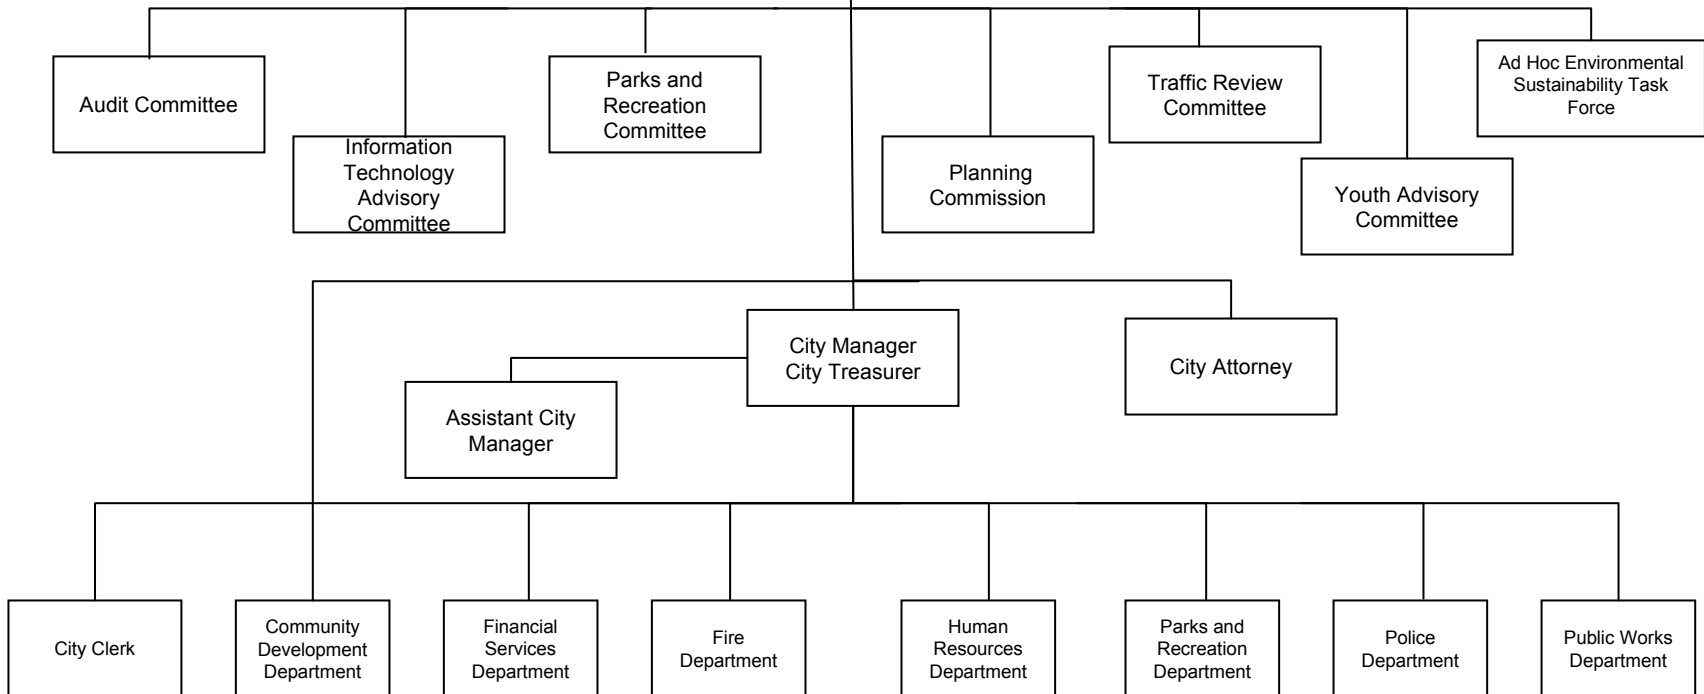 Audit Committee
Information
Technology
Advisory
Committee
Parks and
Recreation
Committee
Planning
Commission
Traffic Review
Committee
Youth Advisory
Committee
Ad Hoc Environmental
Sustainability Task
Force
City Manager
City Treasurer
City Attorney
Assistant City
Manager
City Clerk
Community
Development
Department
Financial
Services
Department
Fire
Department
Human
Resources
Department
Parks and
Recreation
Department
Police
Department
Public Works
Department